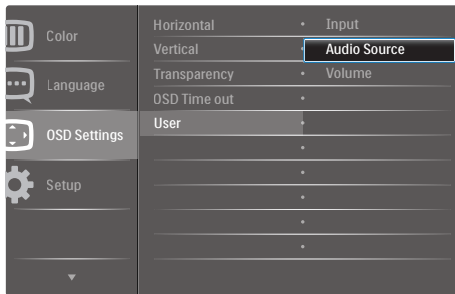 Color
Language
OSD Settings
Setup
Horizontal
Vertical
Transparency
OSD Time out
User
Input
Audio Source
Volume